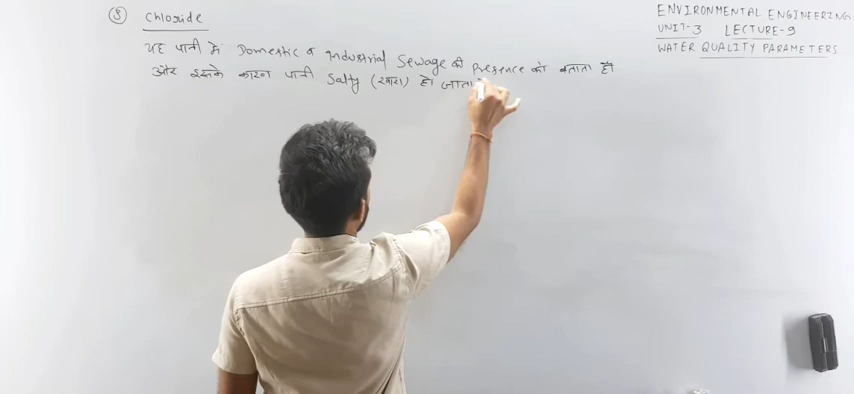 ③ Chloride
यह पानी मे Domestic व Industrial Sewage की Presence को बताता है।
और इसके कारण पानी Salty (खारा) हो जाता
ENVIRONMENTAL ENGINEERING
UNIT-3 LECTURE-9
WATER QUALITY PARAMETERS